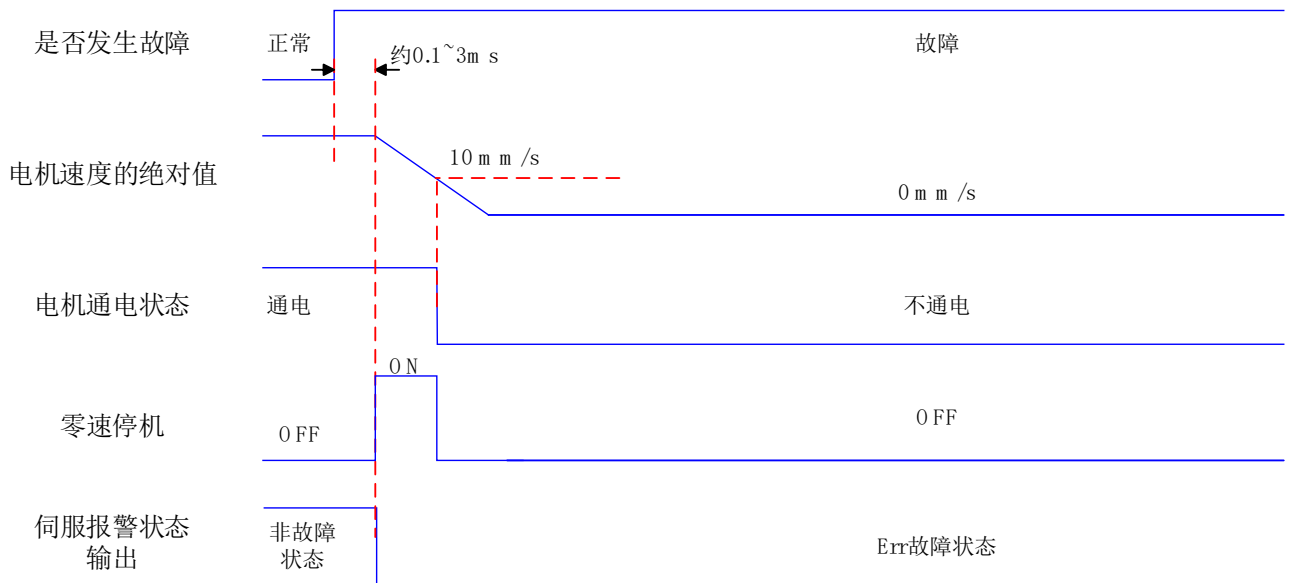 是否发生故障
正常
约0.1~3ms
故障
电机速度的绝对值
10mm/s
0mm/s
电机通电状态
通电
不通电
零速停机
ON
OFF
OFF
伺服报警状态
输出
非故障
状态
Err故障状态